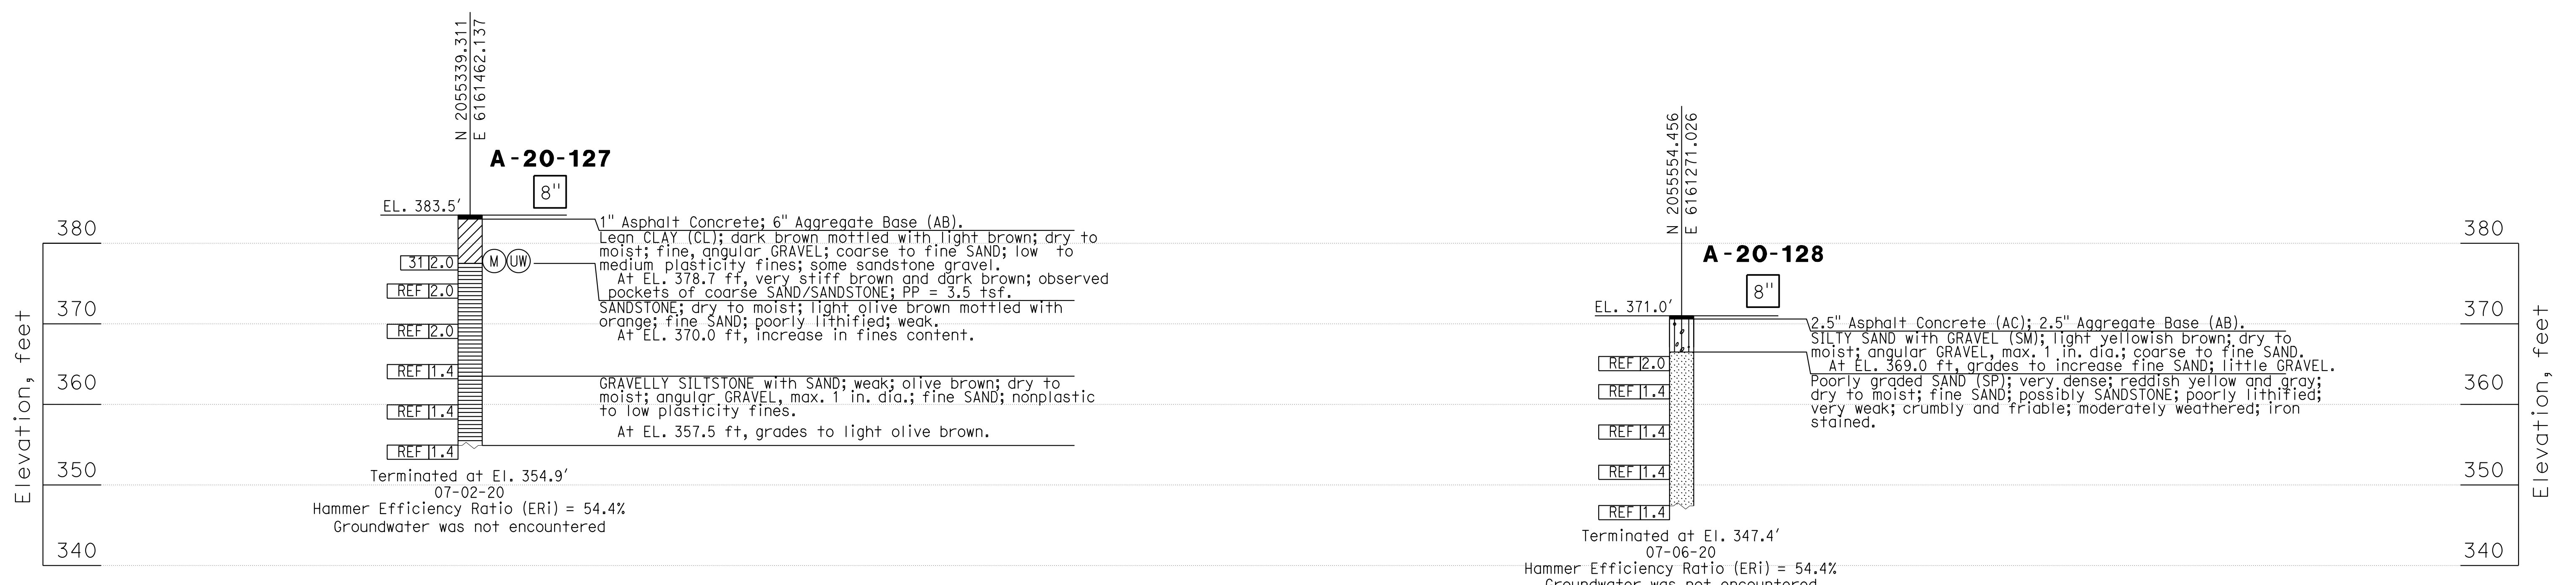 N 2055339.311
E 6161462.137
A-20-127
8"
EL. 383.5'
1" Asphalt Concrete; 6" Aggregate Base (AB).
Lean CLAY (CL); dark brown mottled with light brown; dry to
moist; fine, angular GRAVEL; coarse to fine SAND; low to
medium plasticity fines; some sandstone gravel.
At EL. 378.7 ft, very stiff brown and dark brown; observed
pockets of coarse SAND/SANDSTONE; PP = 3.5 tsf.
SANDSTONE; dry to moist; light olive brown mottled with
orange; fine SAND; poorly lithified; weak.
At EL. 370.0 ft, increase in fines content.
GRAVELLY SILTSTONE with SAND; weak; olive brown; dry to
moist; angular GRAVEL, max. 1 in. dia.; fine SAND; nonplastic
to low plasticity fines.
At EL. 357.5 ft, grades to light olive brown.
31 2.0
M UW
REF 2.0
REF 2.0
REF 1.4
REF 1.4
REF 1.4
Terminated at El. 354.9'
07-02-20
Hammer Efficiency Ratio (ERi) = 54.4%
Groundwater was not encountered
Elevation, feet
380
370
360
350
340
N 2055554.456
E 6161271.026
A-20-128
8"
EL. 371.0'
2.5" Asphalt Concrete (AC); 2.5" Aggregate Base (AB).
SILTY SAND with GRAVEL (SM); light yellowish brown; dry to
moist; angular GRAVEL, max. 1 in. dia.; coarse to fine SAND.
At EL. 369.0 ft, grades to increase fine SAND; little GRAVEL.
Poorly graded SAND (SP); very dense; reddish yellow and gray;
dry to moist; fine SAND; possibly SANDSTONE; poorly lithified;
very weak; crumbly and friable; moderately weathered; iron
stained.
REF 2.0
REF 1.4
REF 1.4
REF 1.4
REF 1.4
Terminated at El. 347.4'
07-06-20
Hammer Efficiency Ratio (ERi) = 54.4%
Groundwater was not encountered
380
370
360
350
340
Elevation, feet